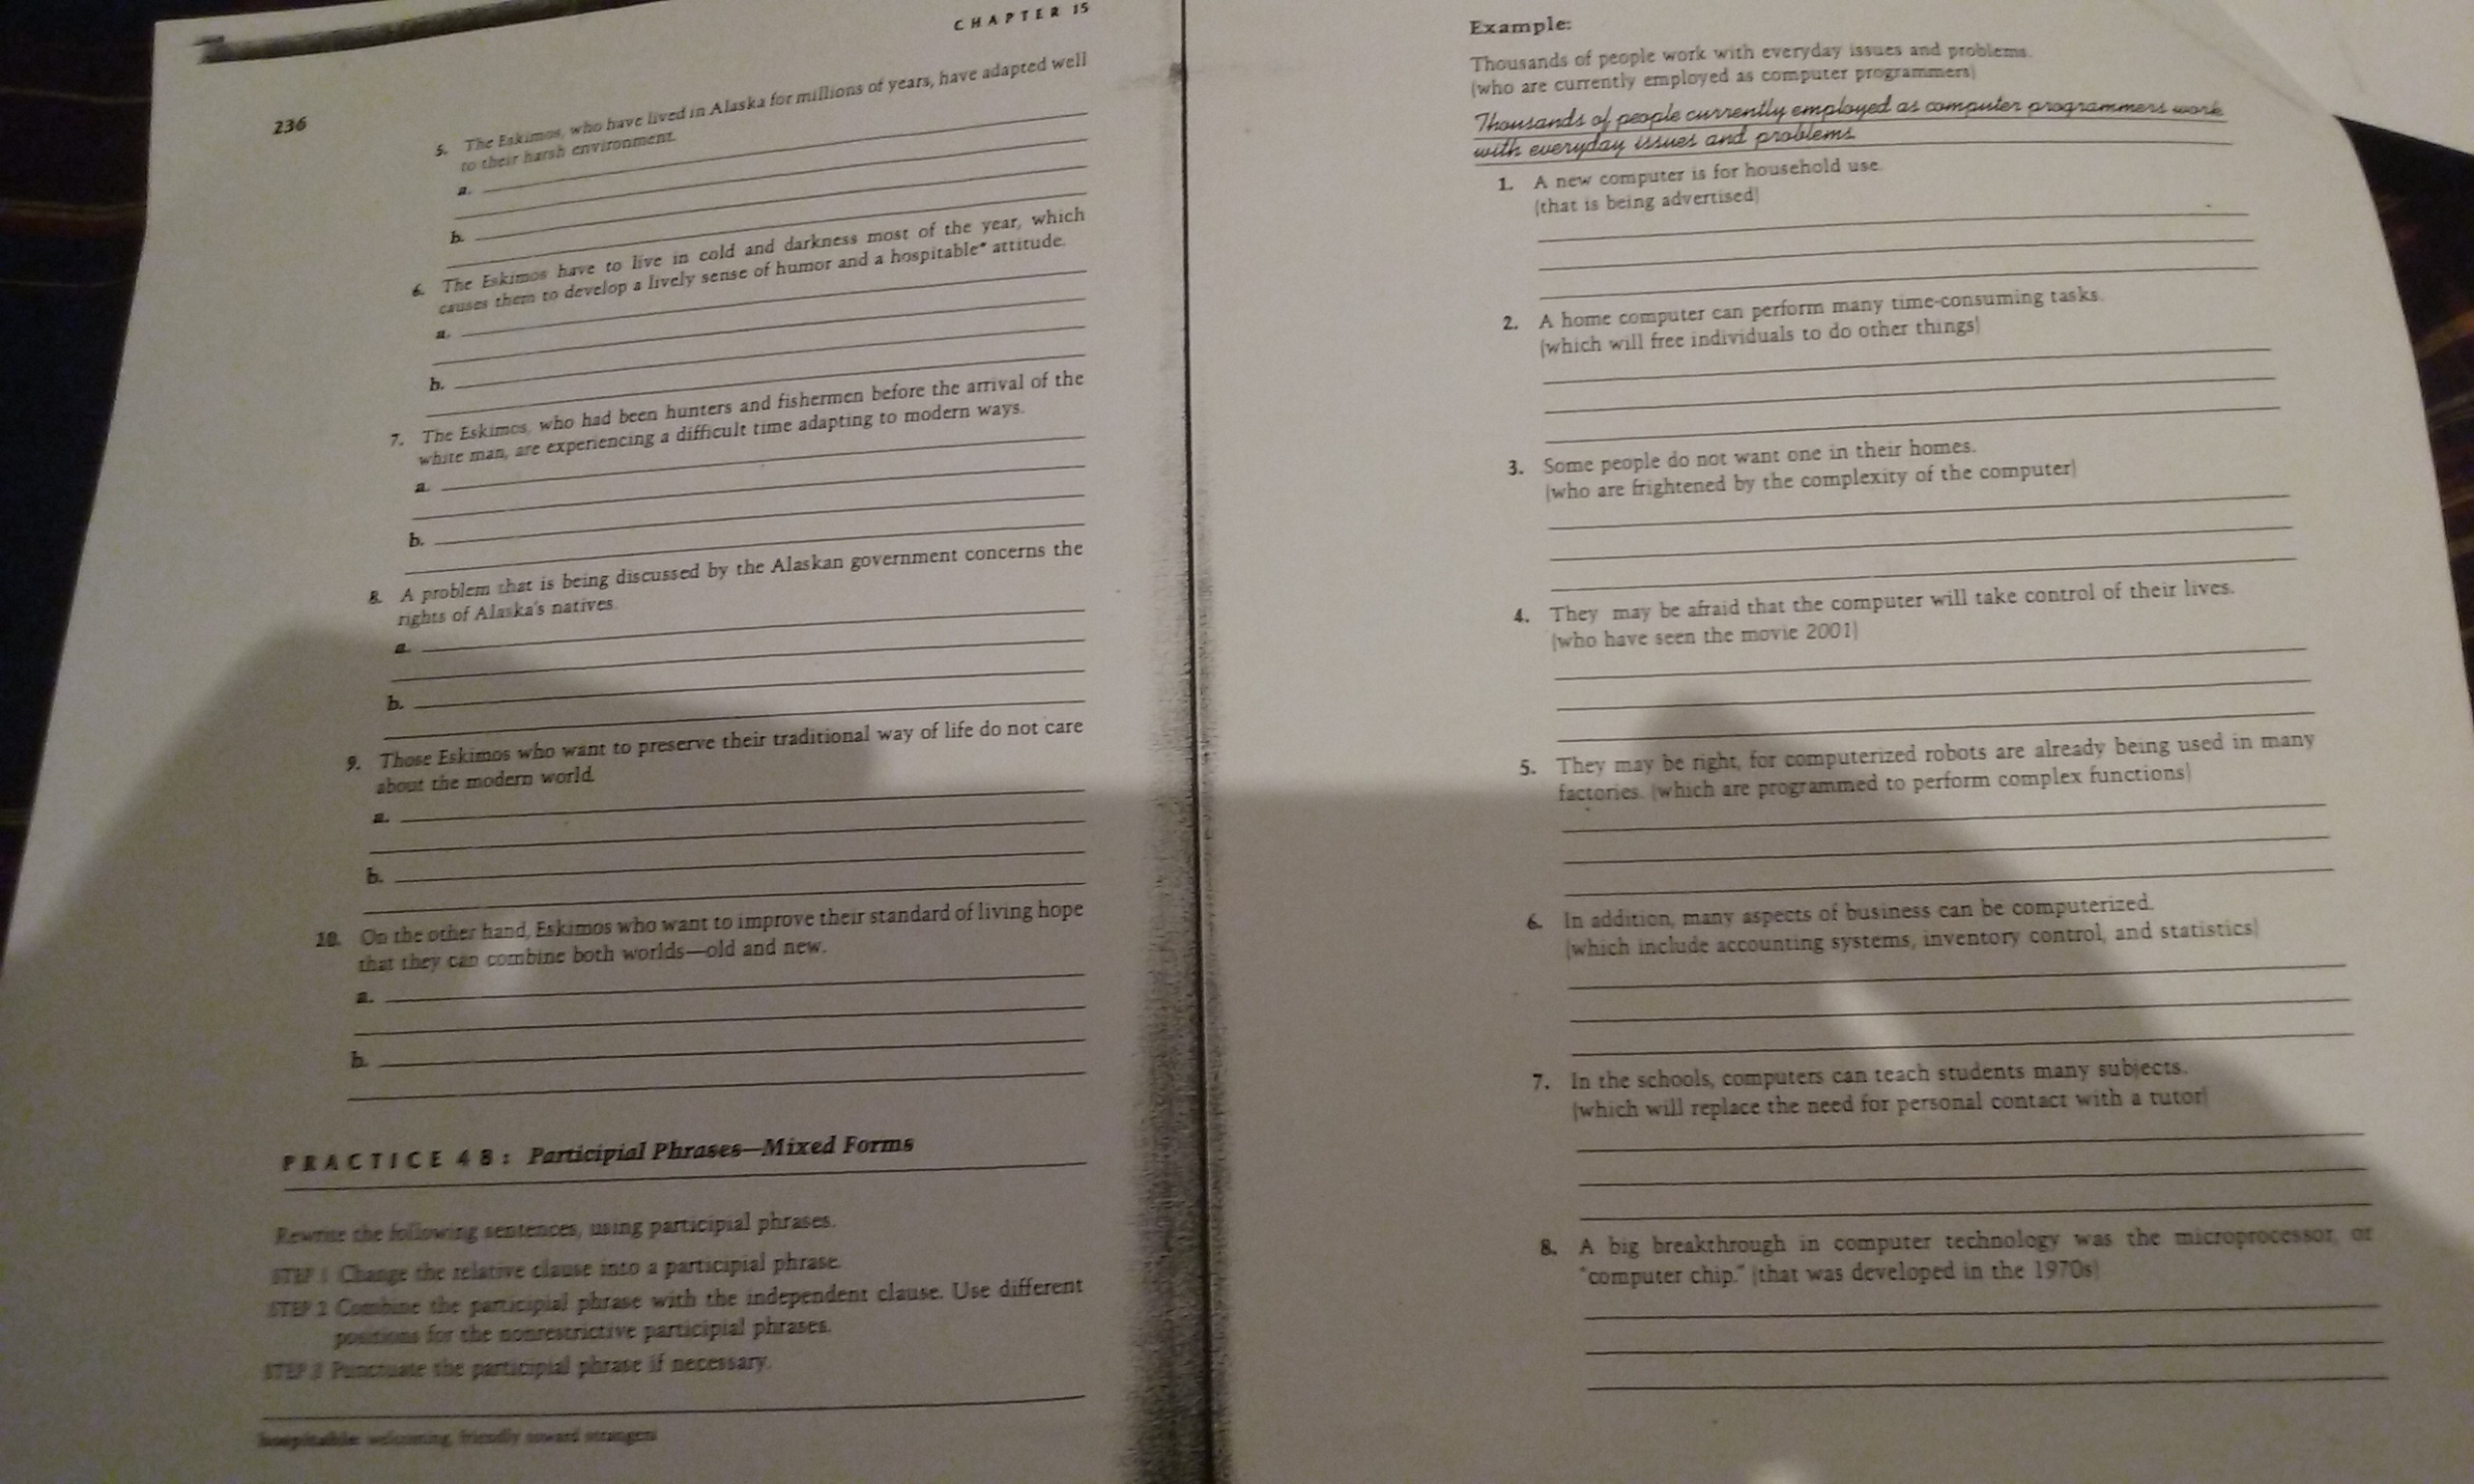 CHAPTER 15
236
5. The Eskimos, who have lived in Alaska for millions of years, have adapted well
to their harsh environment.
a.
b.
6. The Eskimos have to live in cold and darkness most of the year, which
causes them to develop a lively sense of humor and a hospitable* attitude.
a.
b.
7. The Eskimos, who had been hunters and fishermen before the arrival of the
white man, are experiencing a difficult time adapting to modern ways.
a.
b.
8. A problem that is being discussed by the Alaskan government concerns the
rights of Alaska's natives.
a.
b.
9. Those Eskimos who want to preserve their traditional way of life do not care
about the modern world.
a.
b.
10. On the other hand, Eskimos who want to improve their standard of living hope
that they can combine both worlds—old and new.
a.
b.
PRACTICE 4B: Participial Phrases—Mixed Forms
Rewrite the following sentences, using participial phrases.
STEP 1 Change the relative clause into a participial phrase.
STEP 2 Combine the participial phrase with the independent clause. Use different
positions for the nonrestrictive participial phrases.
STEP 3 Punctuate the participial phrase if necessary.
hospitable: welcoming, friendly toward strangers
Example:
Thousands of people work with everyday issues and problems.
(who are currently employed as computer programmers)
Thousands of people currently employed as computer programmers work
with everyday issues and problems.
1. A new computer is for household use.
(that is being advertised)
2. A home computer can perform many time-consuming tasks.
(which will free individuals to do other things)
3. Some people do not want one in their homes.
(who are frightened by the complexity of the computer)
4. They may be afraid that the computer will take control of their lives.
(who have seen the movie 2001)
5. They may be right, for computerized robots are already being used in many
factories. (which are programmed to perform complex functions)
6. In addition, many aspects of business can be computerized.
(which include accounting systems, inventory control, and statistics)
7. In the schools, computers can teach students many subjects.
(which will replace the need for personal contact with a tutor)
8. A big breakthrough in computer technology was the microprocessor, or
"computer chip." (that was developed in the 1970s)